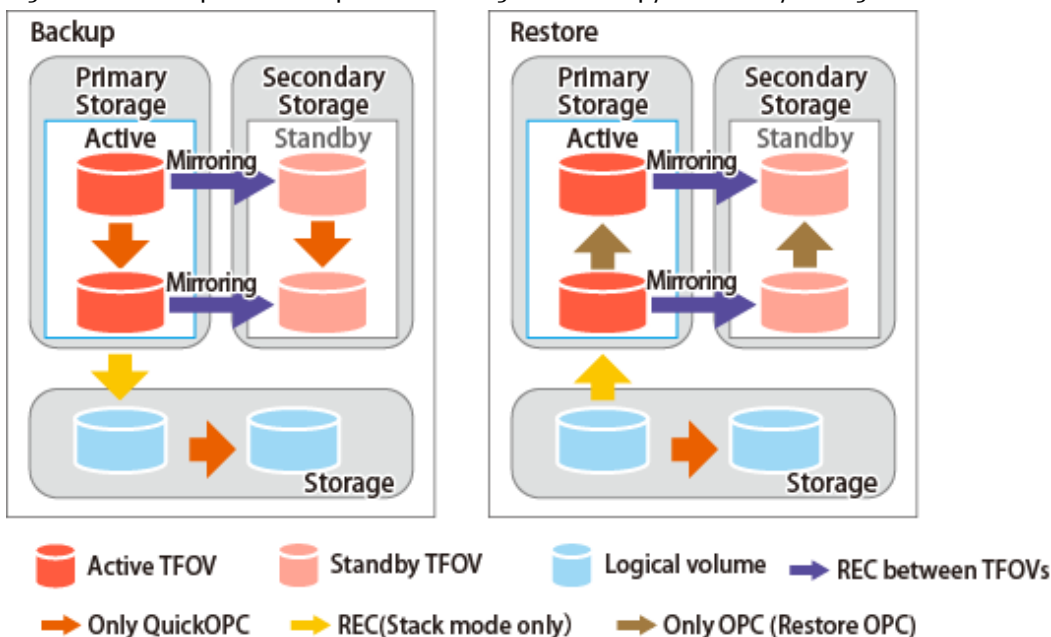 Backup
Primary
Storage
Secondary
Storage
Active
Standby
Mirroring
Mirroring
Storage
Restore
Primary
Storage
Secondary
Storage
Active
Standby
Mirroring
Mirroring
Storage
Active TFOV
Standby TFOV
Logical volume
REC between TFOVs
Only QuickOPC
REC(Stack mode only)
Only OPC (Restore OPC)